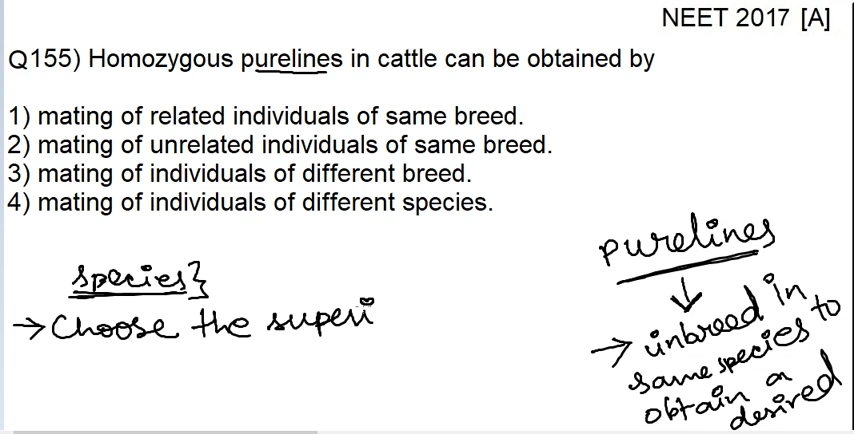 NEET 2017 [A]
Q155) Homozygous purelines in cattle can be obtained by
1) mating of related individuals of same breed.
2) mating of unrelated individuals of same breed.
3) mating of individuals of different breed.
4) mating of individuals of different species.
purelines
species}
→ Choose the superi
→ unbreed in
same species to
obtain a
desired